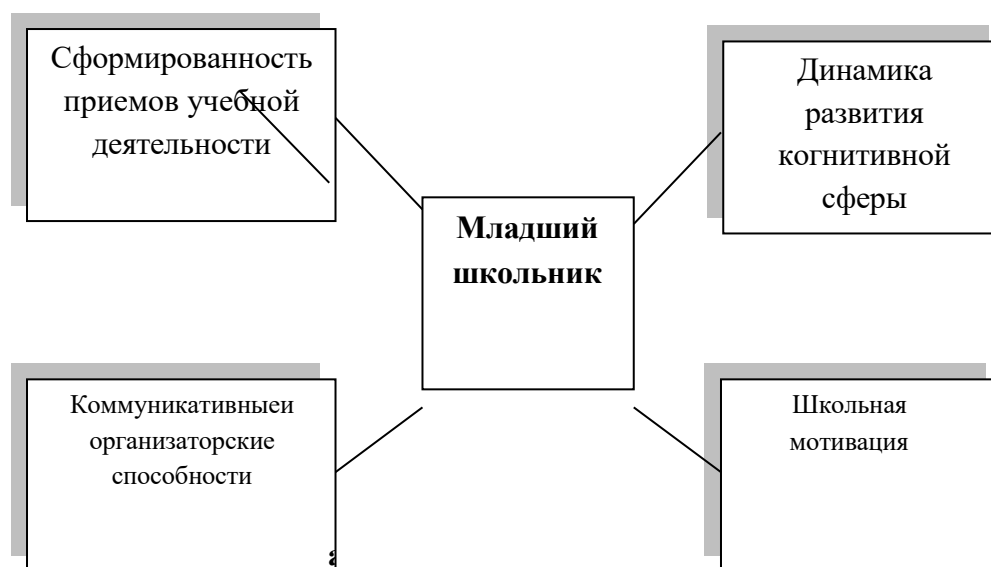 Сформированность
приемов учебной
деятельности
Динамика
развития
когнитивной
сферы
Младший
школьник
Коммуникативныеи
организаторские
способности
Школьная
мотивация